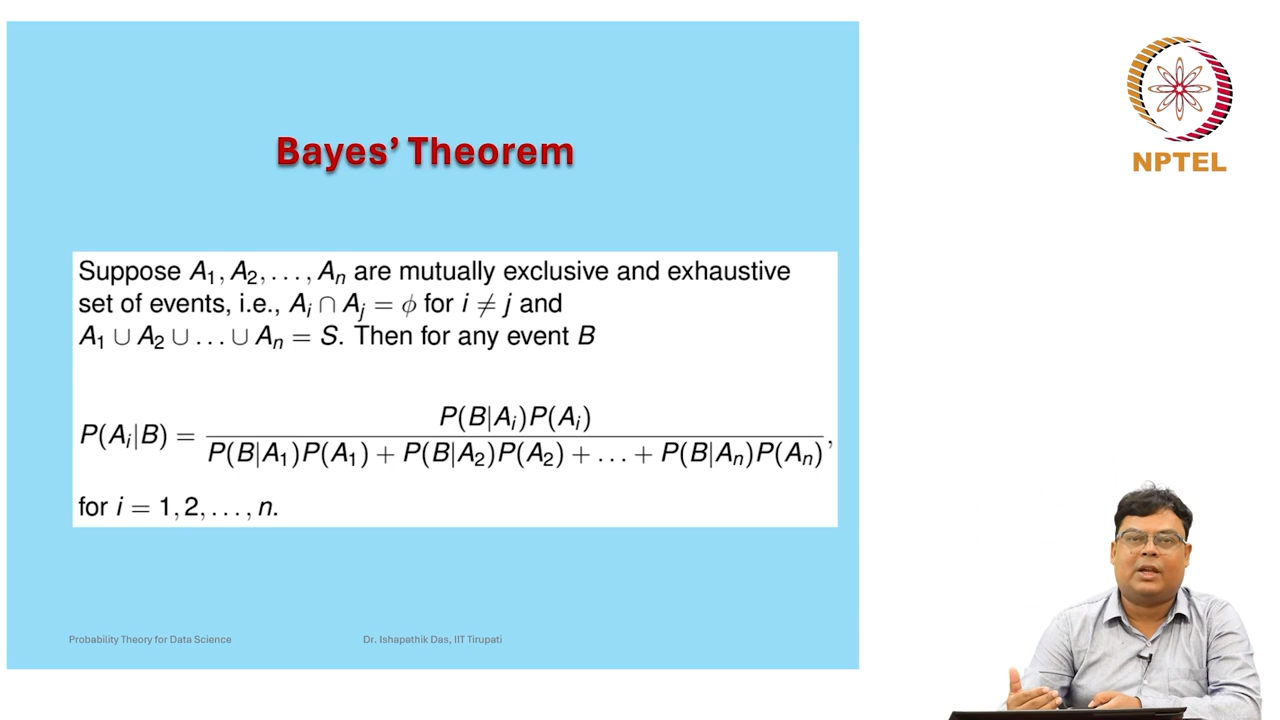 Bayes' Theorem
NPTEL
Suppose A₁, A₂, . . . , Aₙ are mutually exclusive and exhaustive
set of events, i.e., Aᵢ ∩ Aⱼ = ϕ for i ≠ j and
A₁ ∪ A₂ ∪ . . . ∪ Aₙ = S. Then for any event B
P(Aᵢ|B) = P(B|Aᵢ)P(Aᵢ) / P(B|A₁)P(A₁) + P(B|A₂)P(A₂) + . . . + P(B|Aₙ)P(Aₙ),
for i = 1, 2, . . . , n.
Probability Theory for Data Science
Dr. Ishapathik Das, IIT Tirupati